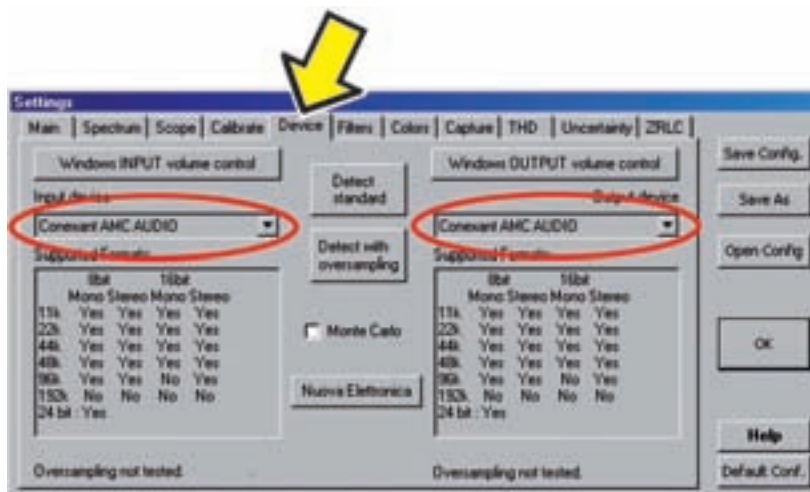 Settings
Main Spectrum Scope Calibrate Device Filters Colors Capture THD Uncertainty ZRLC
Windows INPUT volume control
Input device
Conexant AMC AUDIO
Supported Formats
8bit 16bit
Mono Stereo Mono Stereo
11k Yes Yes Yes Yes
22k Yes Yes Yes Yes
44k Yes Yes Yes Yes
48k Yes Yes Yes Yes
96k Yes Yes No Yes
192k No No No No
24 bit : Yes
Oversampling not tested.
Detect
standard
Detect with
oversampling
Monte Carlo
Nuova Elettronica
Windows OUTPUT volume control
Output device
Conexant AMC AUDIO
Supported Formats
8bit 16bit
Mono Stereo Mono Stereo
11k Yes Yes Yes Yes
22k Yes Yes Yes Yes
44k Yes Yes Yes Yes
48k Yes Yes Yes Yes
96k Yes Yes No Yes
192k No No No No
24 bit : Yes
Oversampling not tested.
Save Config.
Save As
Open Config
OK
Help
Default Conf.